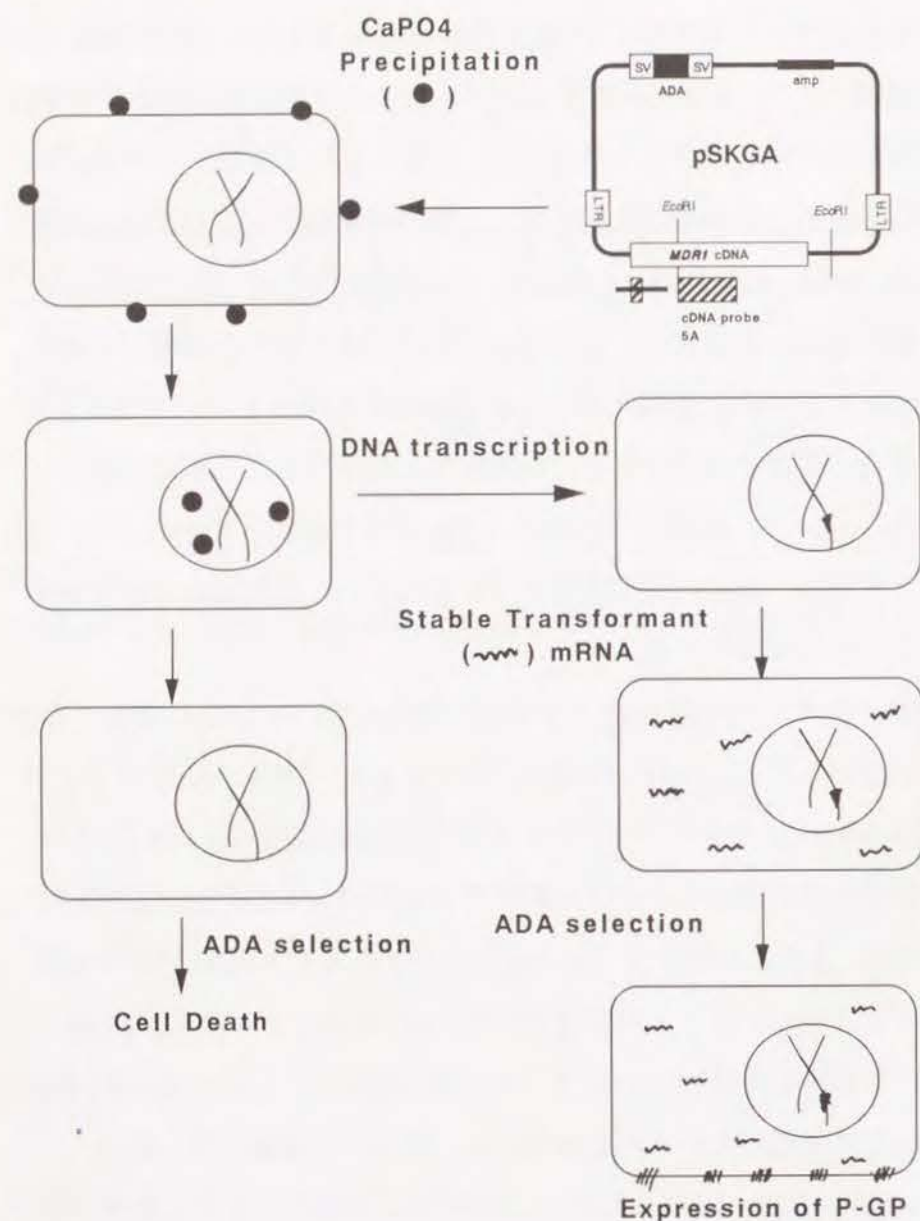 CaPO4
Precipitation
( ● )
SV SV
ADA
amp
pSKGA
LTR
LTR
EcoRI
EcoRI
MDR1 cDNA
cDNA probe
5A
DNA transcription
Stable Transformant
( ) mRNA
ADA selection
ADA selection
Cell Death
Expression of P-GP